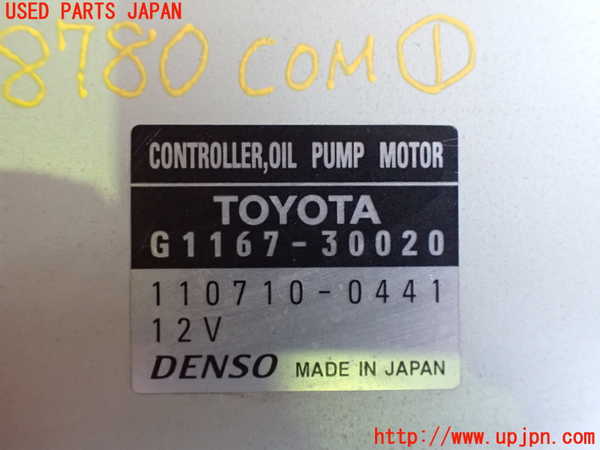 USED PARTS JAPAN
8780 COM ①
CONTROLLER,OIL PUMP MOTOR
TOYOTA
G1167-30020
110710-0441
12V
DENSO MADE IN JAPAN
http://www.upjpn.com/